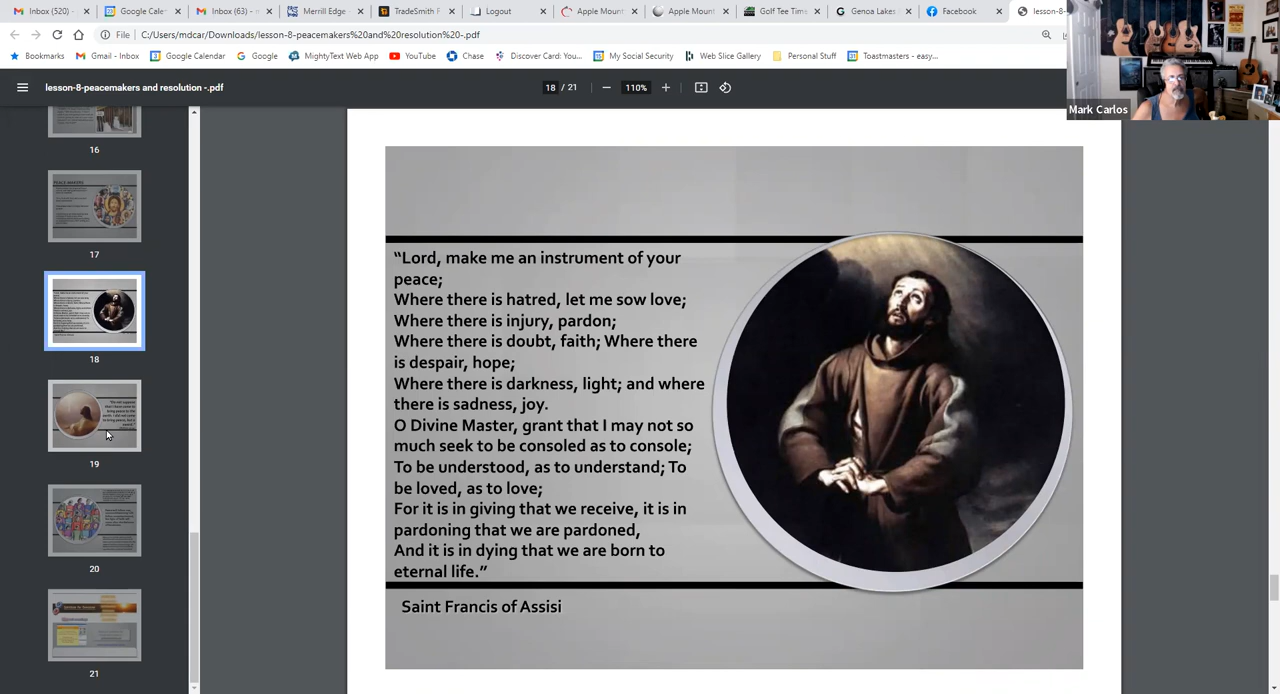 Inbox (520) -
Google Cale
Inbox (63) - m
Merrill Edge
TradeSmith F
Logout
Apple Mount
Apple Mount
Golf Tee Time
Genoa Lakes
Facebook
lesson-8-
File
C:/Users/mdcar/Downloads/lesson-8-peacemakers%20and%20resolution%20-.pdf
Bookmarks
Gmail - Inbox
Google Calendar
Google
MightyText Web App
YouTube
Chase
Discover Card: You...
My Social Security
Web Slice Gallery
Personal Stuff
Toastmasters - easy...
lesson-8-peacemakers and resolution -.pdf
18 / 21
110%
Mark Carlos
16
PEACE MAKERS
17
18
19
20
21
“Lord, make me an instrument of your
peace;
Where there is hatred, let me sow love;
Where there is injury, pardon;
Where there is doubt, faith; Where there
is despair, hope;
Where there is darkness, light; and where
there is sadness, joy.
O Divine Master, grant that I may not so
much seek to be consoled as to console;
To be understood, as to understand; To
be loved, as to love;
For it is in giving that we receive, it is in
pardoning that we are pardoned,
And it is in dying that we are born to
eternal life.”
Saint Francis of Assisi